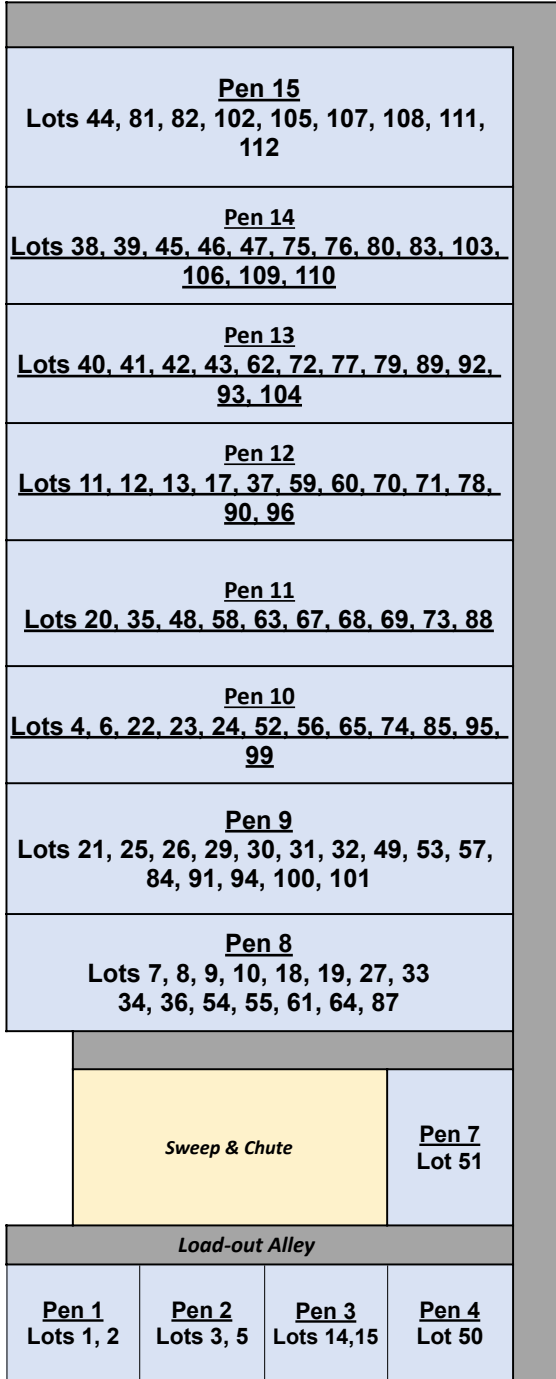 Pen 15
Lots 44, 81, 82, 102, 105, 107, 108, 111,
112
Pen 14
Lots 38, 39, 45, 46, 47, 75, 76, 80, 83, 103,
106, 109, 110
Pen 13
Lots 40, 41, 42, 43, 62, 72, 77, 79, 89, 92,
93, 104
Pen 12
Lots 11, 12, 13, 17, 37, 59, 60, 70, 71, 78,
90, 96
Pen 11
Lots 20, 35, 48, 58, 63, 67, 68, 69, 73, 88
Pen 10
Lots 4, 6, 22, 23, 24, 52, 56, 65, 74, 85, 95,
99
Pen 9
Lots 21, 25, 26, 29, 30, 31, 32, 49, 53, 57,
84, 91, 94, 100, 101
Pen 8
Lots 7, 8, 9, 10, 18, 19, 27, 33
34, 36, 54, 55, 61, 64, 87
Sweep & Chute
Pen 7
Lot 51
Load-out Alley
Pen 1
Lots 1, 2
Pen 2
Lots 3, 5
Pen 3
Lots 14,15
Pen 4
Lot 50